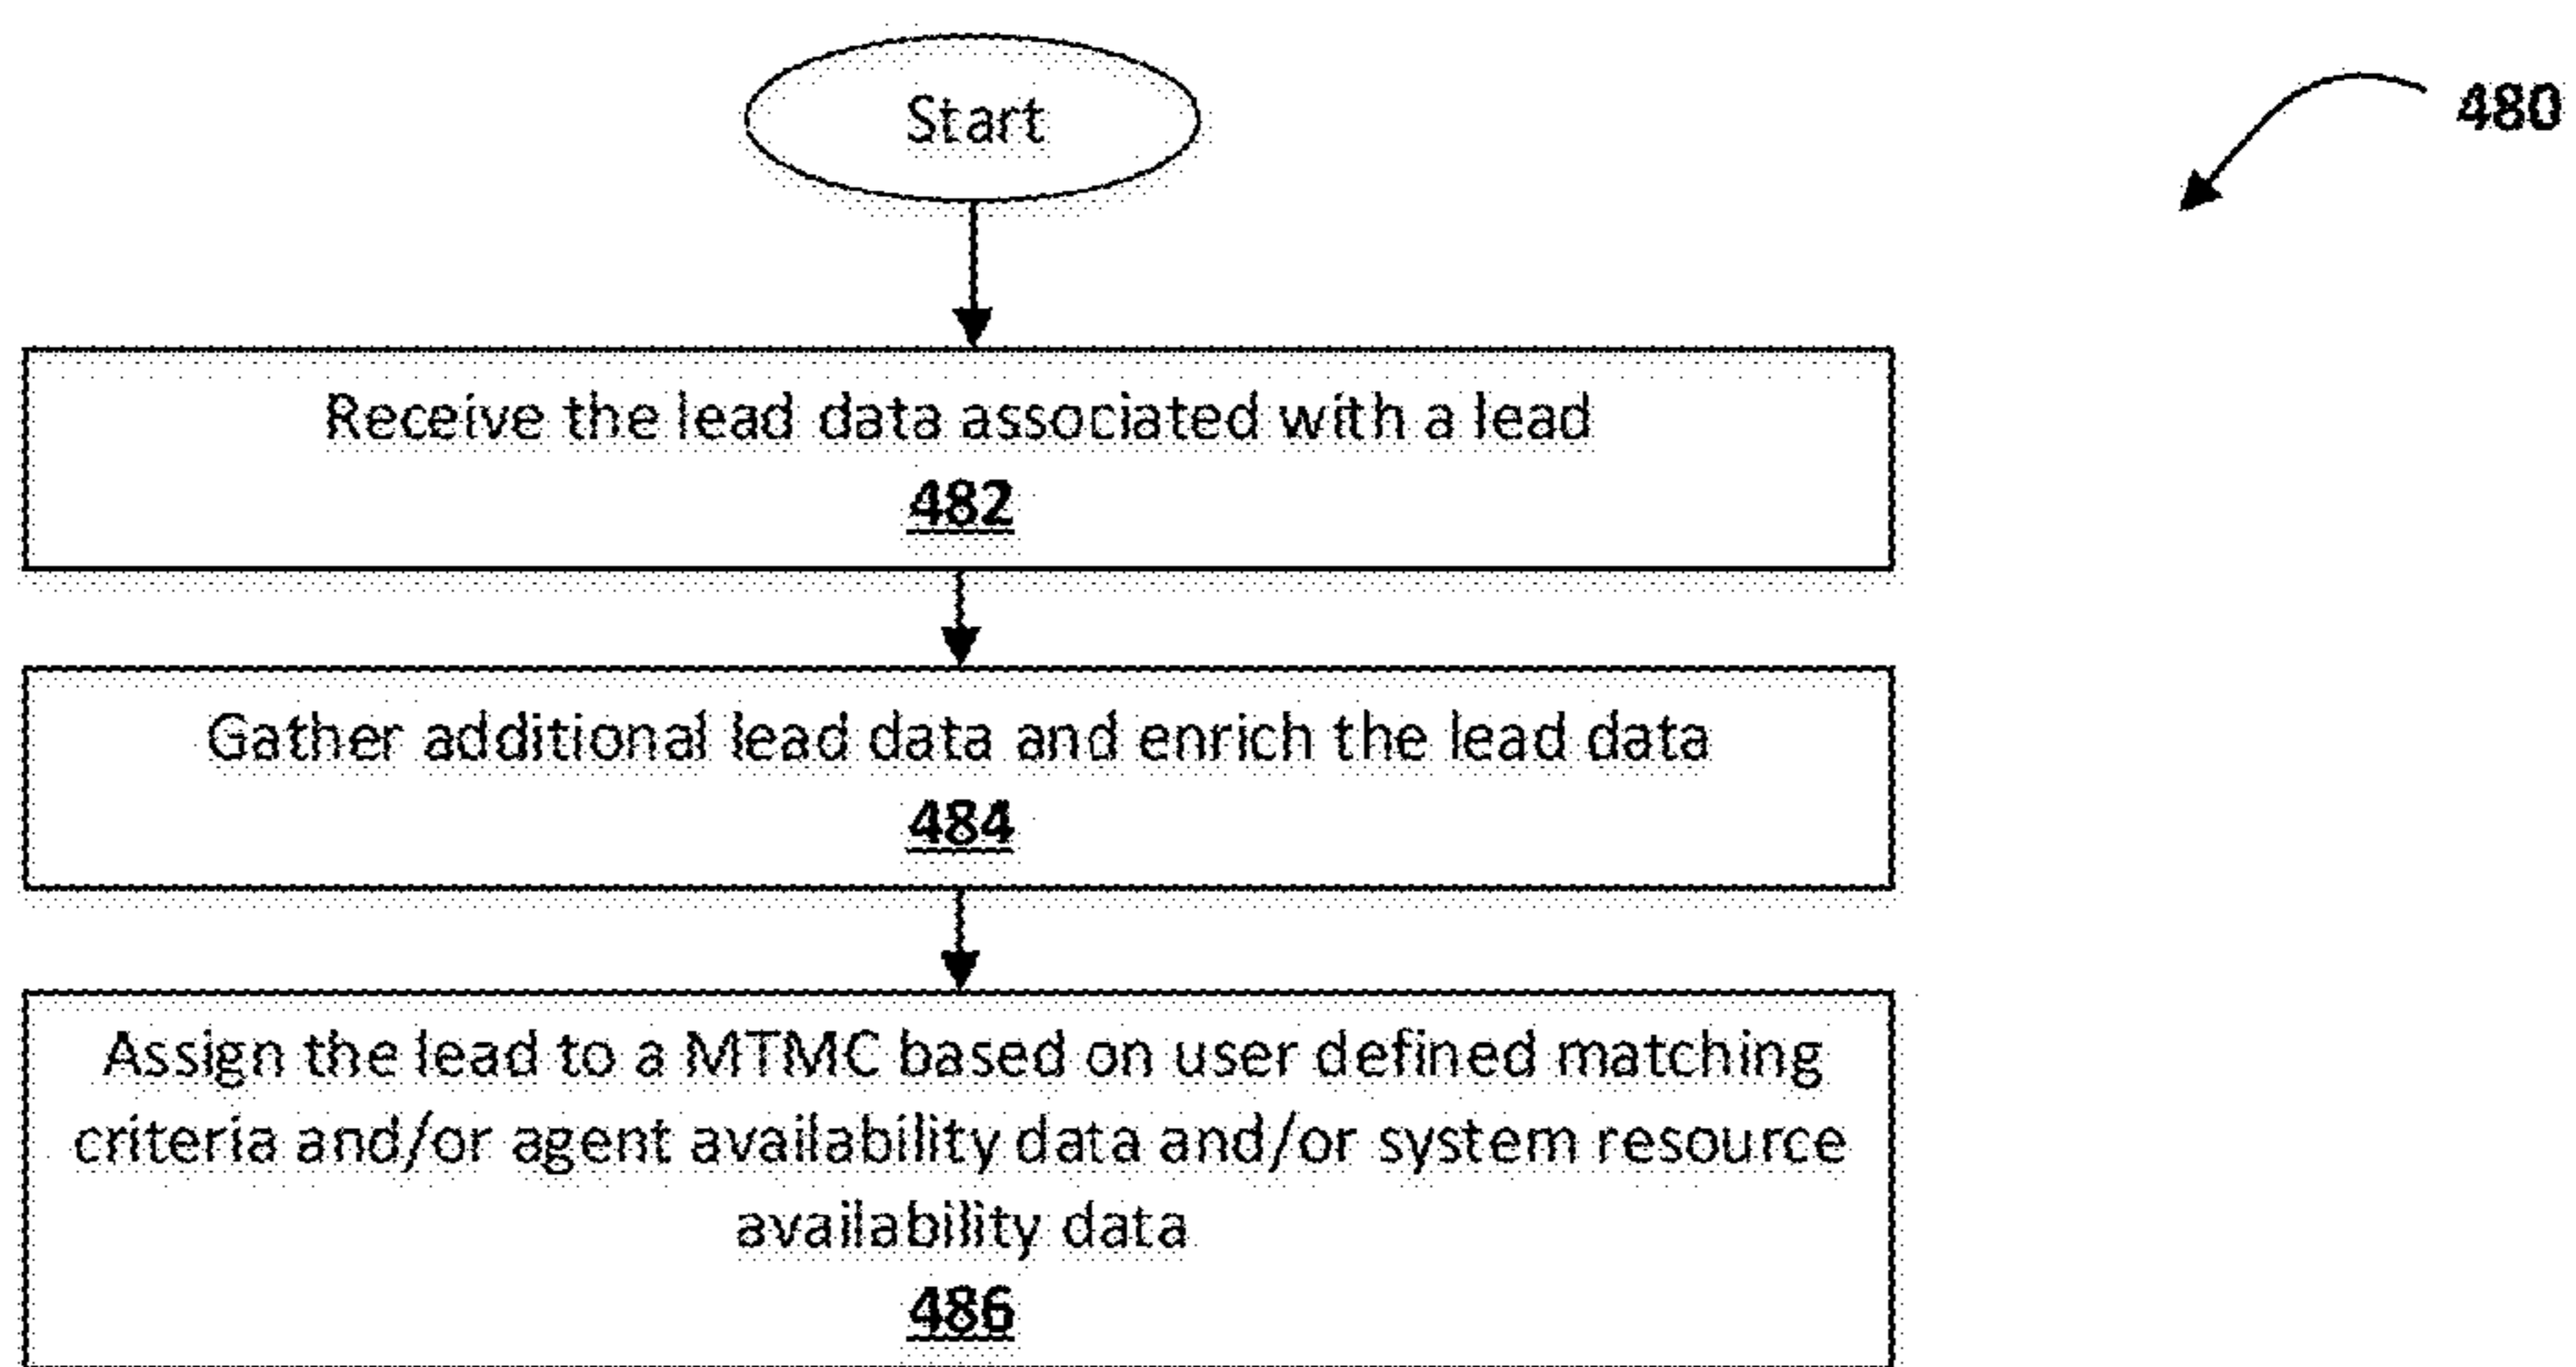 Start
480
Receive the lead data associated with a lead
482
Gather additional lead data and enrich the lead data
484
Assign the lead to a MTMC based on user defined matching
criteria and/or agent availability data and/or system resource
availability data
486